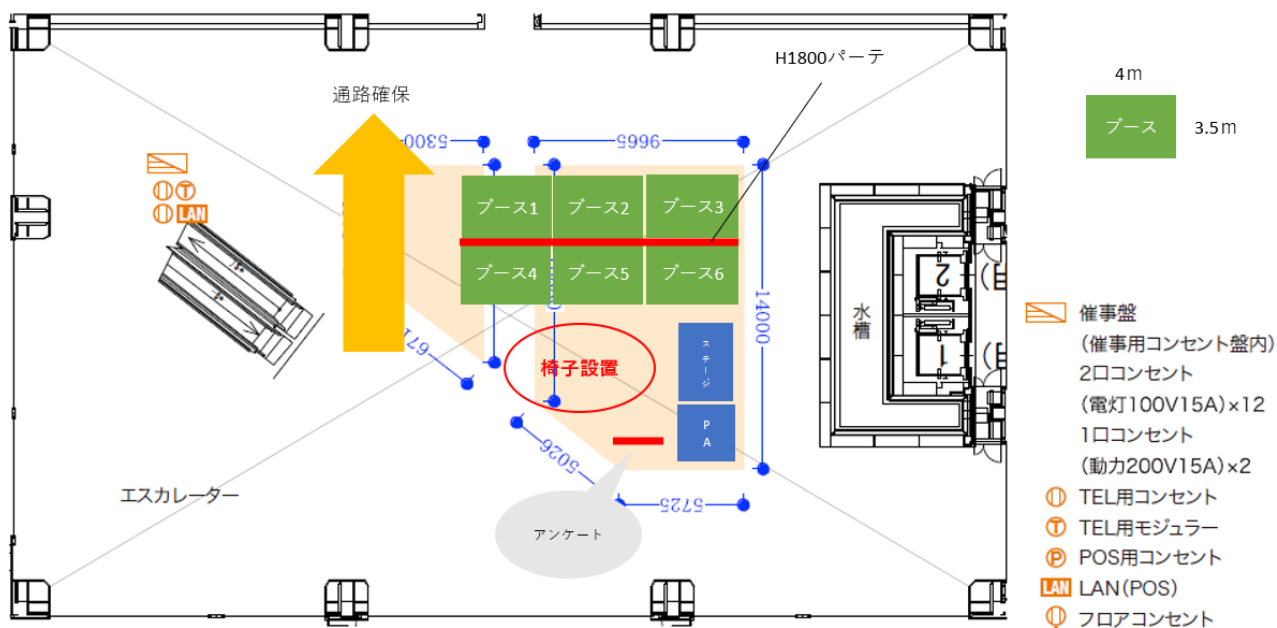 H1800パーテ
通路確保
4m
ブース
3.5m
5300
9665
LAN
ブース1
ブース2
ブース3
ブース4
ブース5
ブース6
14000
水槽
2
1
ステージ
椅子設置
PA
5026
5725
アンケート
エスカレーター
催事盤
(催事用コンセント盤内)
2口コンセント
(電灯100V15A)×12
1口コンセント
(動力200V15A)×2
TEL用コンセント
T TEL用モジュラー
P POS用コンセント
LAN LAN(POS)
フロアコンセント